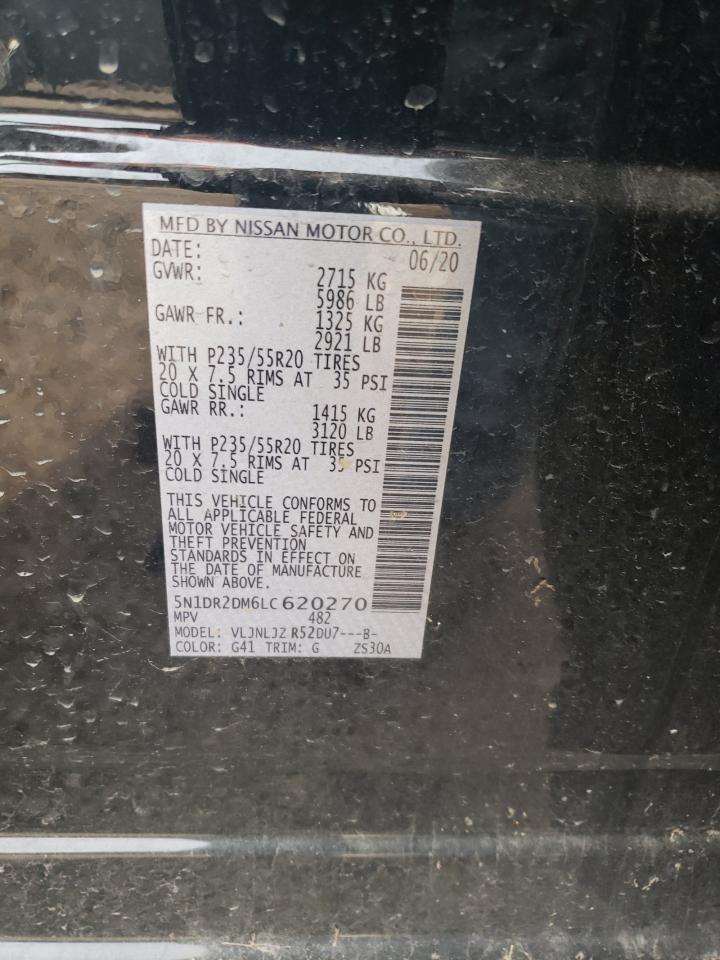 MFD BY NISSAN MOTOR CO., LTD.
DATE: 06/20
GVWR: 2715 KG
5986 LB
GAWR FR.: 1325 KG
2921 LB
WITH P235/55R20 TIRES
20 X 7.5 RIMS AT 35 PSI
COLD SINGLE
GAWR RR.: 1415 KG
3120 LB
WITH P235/55R20 TIRES
20 X 7.5 RIMS AT 35 PSI
COLD SINGLE
THIS VEHICLE CONFORMS TO
ALL APPLICABLE FEDERAL
MOTOR VEHICLE SAFETY AND
THEFT PREVENTION
STANDARDS IN EFFECT ON
THE DATE OF MANUFACTURE
SHOWN ABOVE.
5N1DR2DM6LC620270
MPV 482
MODEL: VLJNLJZ R52DU7---B-
COLOR: G41 TRIM: G ZS30A